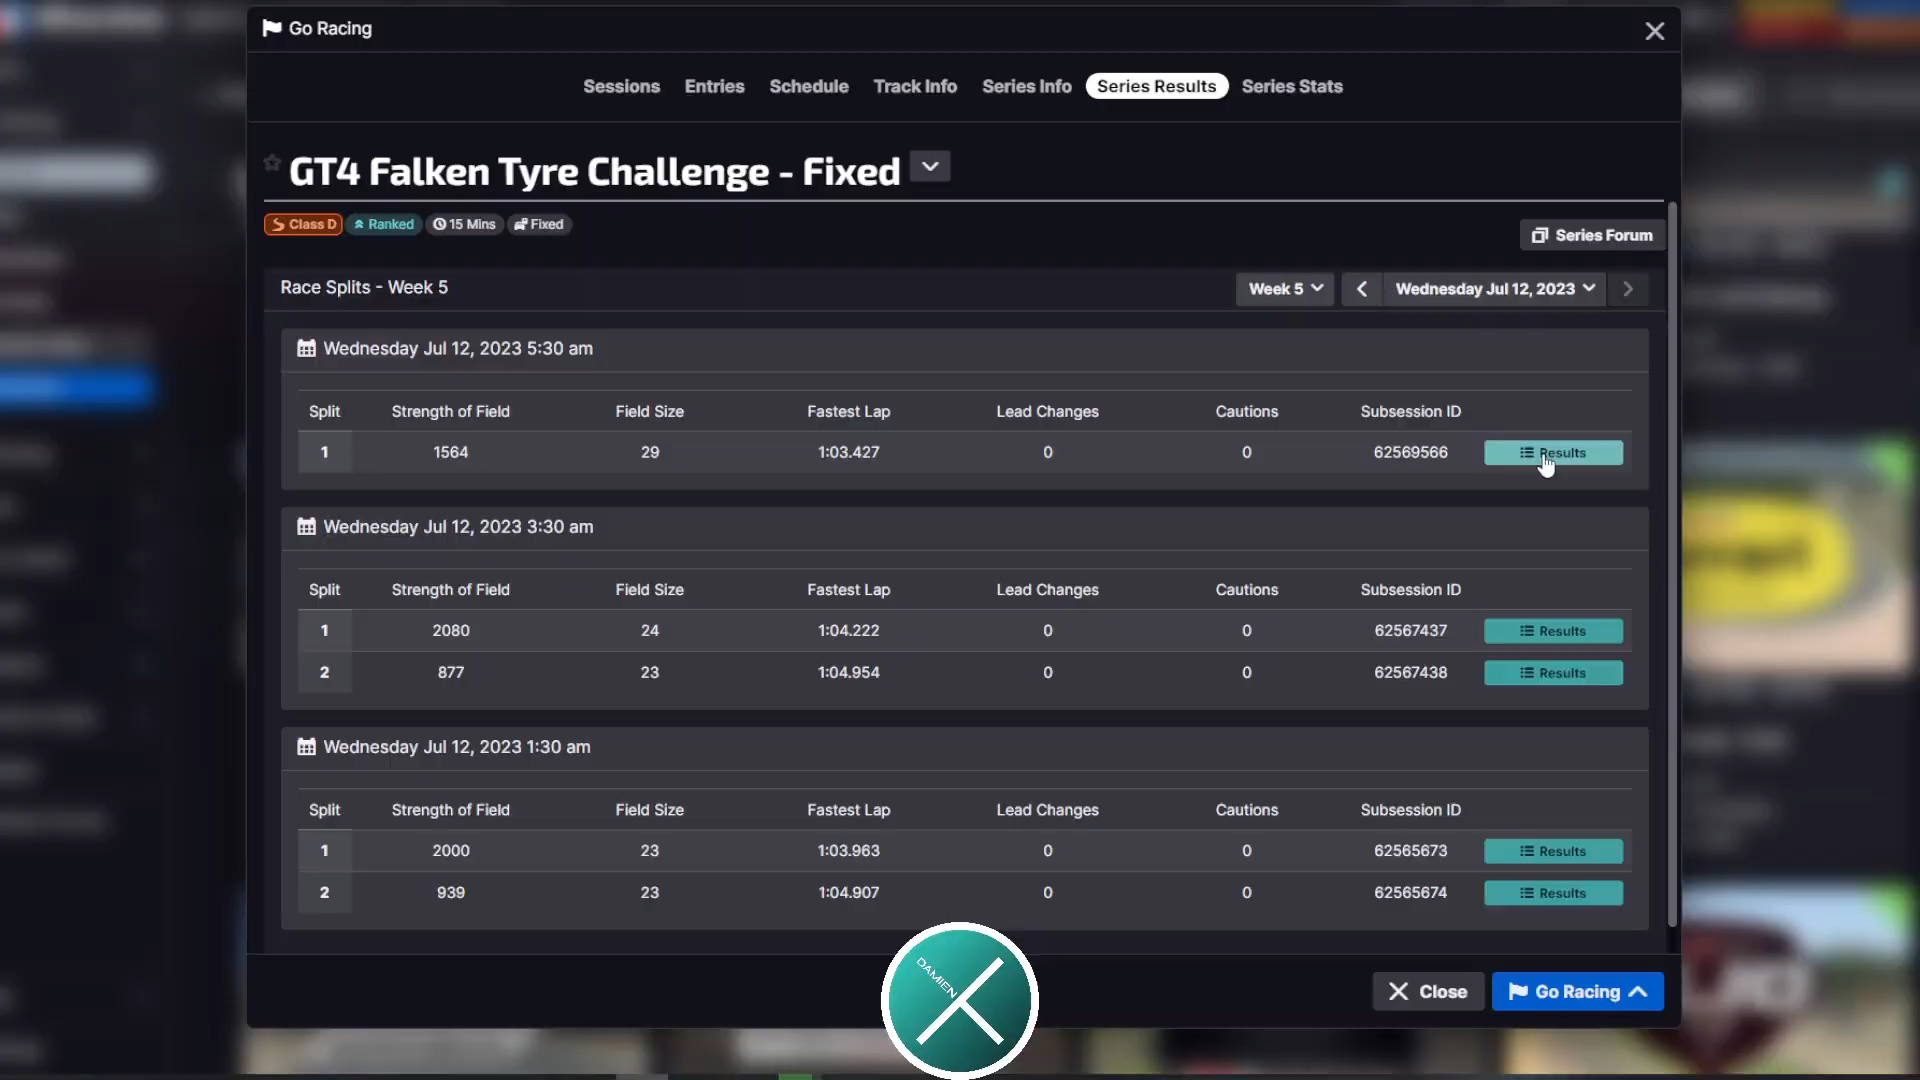 Go Racing
Sessions Entries Schedule Track Info Series Info Series Results Series Stats
GT4 Falken Tyre Challenge - Fixed
Class D Ranked 15 Mins Fixed
Series Forum
Race Splits - Week 5
Week 5 Wednesday Jul 12, 2023
Wednesday Jul 12, 2023 5:30 am
Split Strength of Field Field Size Fastest Lap Lead Changes Cautions Subsession ID
1 1564 29 1:03.427 0 0 62569566 Results
Wednesday Jul 12, 2023 3:30 am
Split Strength of Field Field Size Fastest Lap Lead Changes Cautions Subsession ID
1 2080 24 1:04.222 0 0 62567437 Results
2 877 23 1:04.954 0 0 62567438 Results
Wednesday Jul 12, 2023 1:30 am
Split Strength of Field Field Size Fastest Lap Lead Changes Cautions Subsession ID
1 2000 23 1:03.963 0 0 62565673 Results
2 939 23 1:04.907 0 0 62565674 Results
DAMIEN
Close Go Racing